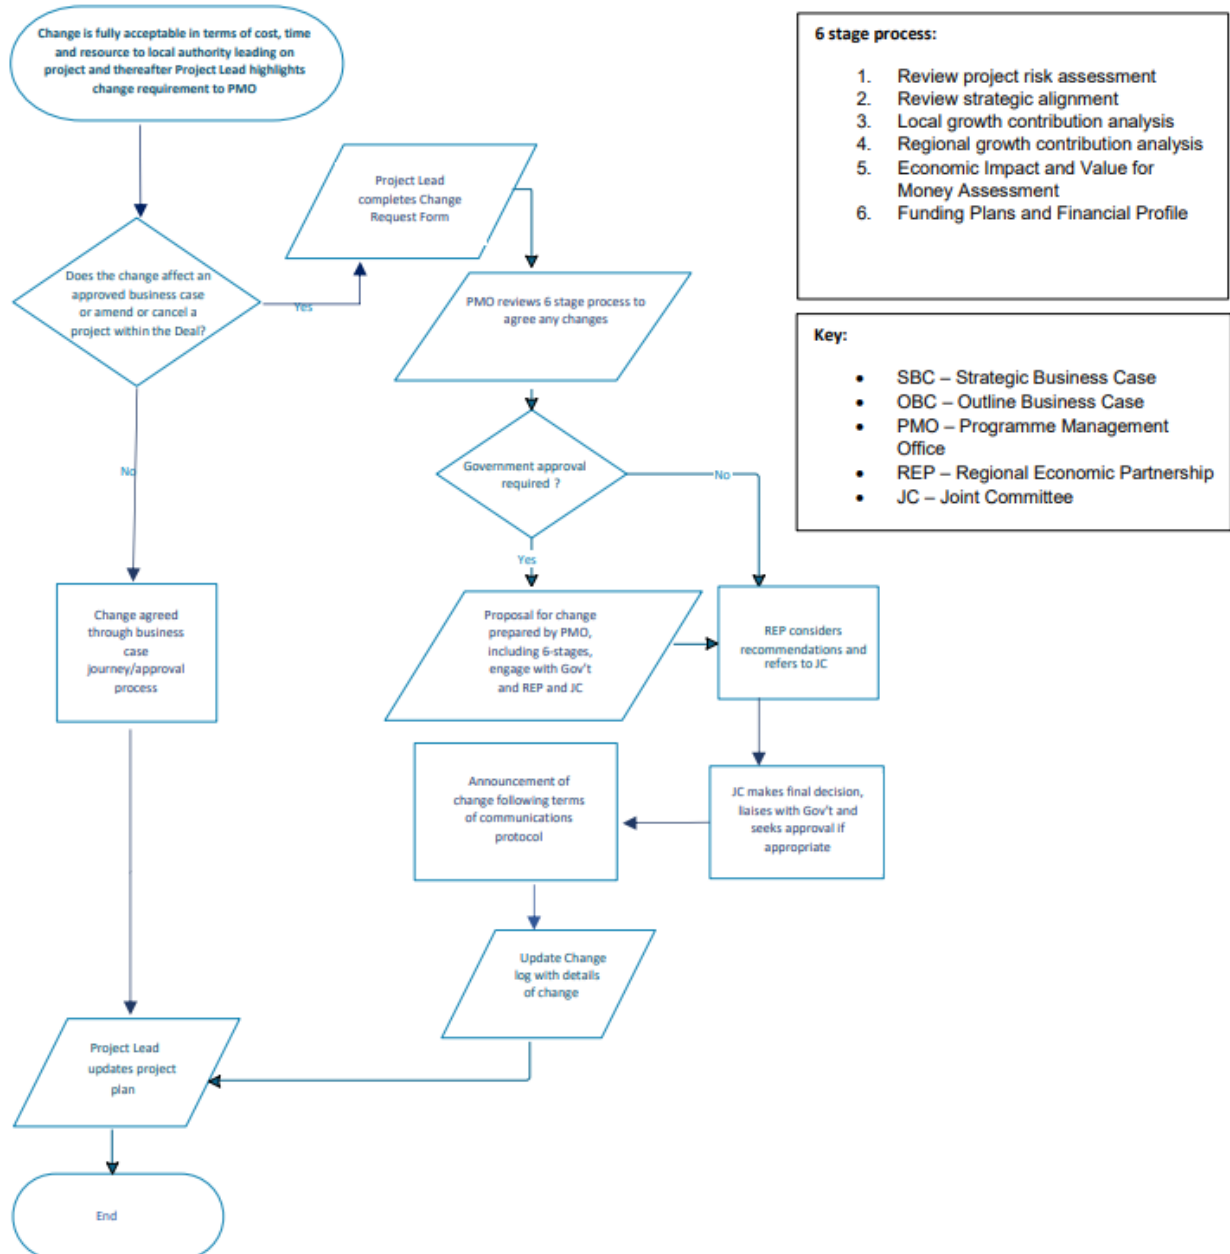 Change is fully acceptable in terms of cost, time
and resource to local authority leading on
project and thereafter Project Lead highlights
change requirement to PMO
Project Lead
completes Change
Request Form
Does the change affect an
approved business case
or amend or cancel a
project within the Deal?
Yes
No
PMO reviews 6 stage process to
agree any changes
Government approval
required ?
No
Yes
Change agreed
through business
case
journey/approval
process
Proposal for change
prepared by PMO,
including 6-stages,
engage with Gov't
and REP and JC
REP considers
recommendations and
refers to JC
JC makes final decision,
liaises with Gov't and
seeks approval if
appropriate
Announcement of
change following terms
of communications
protocol
Update Change
log with details
of change
Project Lead
updates project
plan
End
6 stage process:
1. Review project risk assessment
2. Review strategic alignment
3. Local growth contribution analysis
4. Regional growth contribution analysis
5. Economic Impact and Value for
Money Assessment
6. Funding Plans and Financial Profile
Key:
• SBC – Strategic Business Case
• OBC – Outline Business Case
• PMO – Programme Management
Office
• REP – Regional Economic Partnership
• JC – Joint Committee